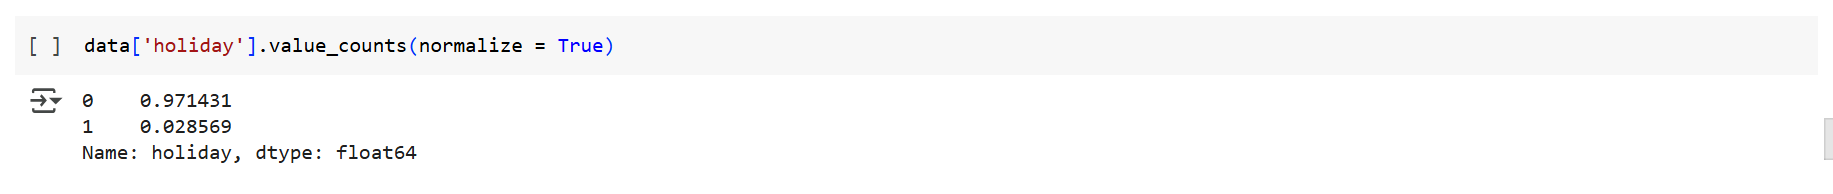 [ ] data['holiday'].value_counts(normalize = True)
0    0.971431
1    0.028569
Name: holiday, dtype: float64